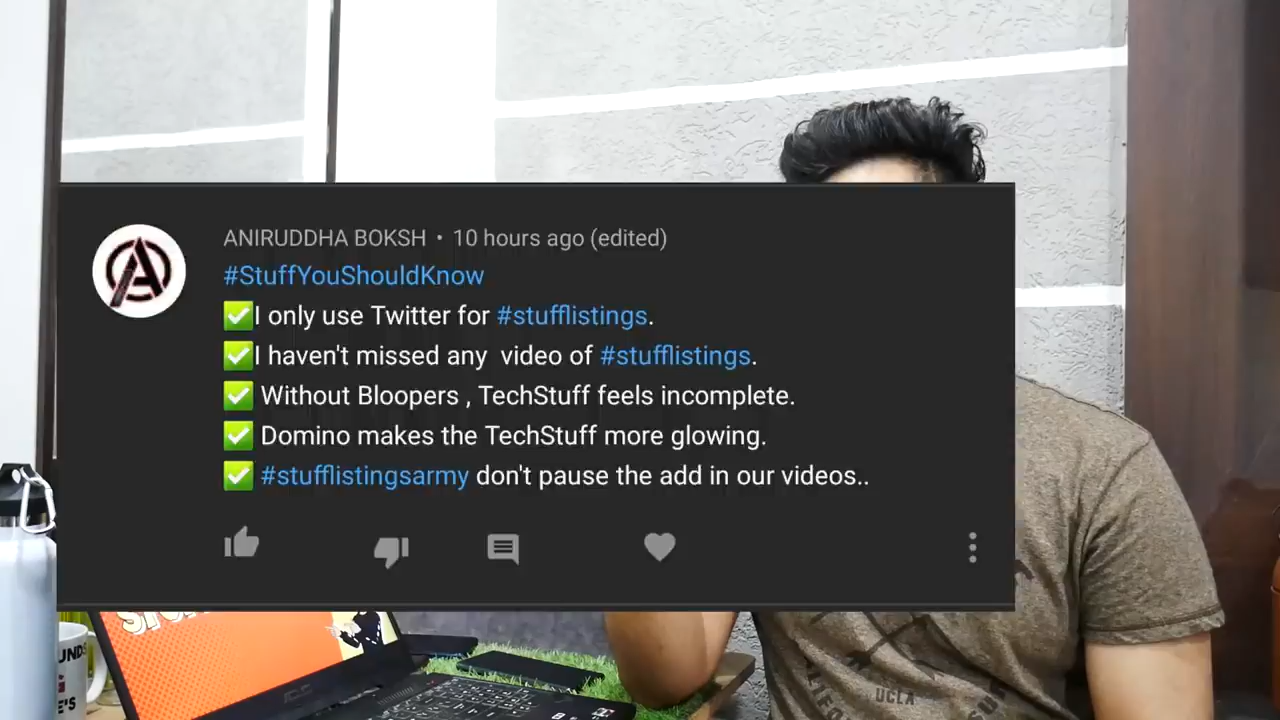 ANIRUDDHA BOKSH • 10 hours ago (edited)
#StuffYouShouldKnow
✅I only use Twitter for #stufflistings.
✅I haven't missed any video of #stufflistings.
✅ Without Bloopers , TechStuff feels incomplete.
✅ Domino makes the TechStuff more glowing.
✅ #stufflistingsarmy don't pause the add in our videos..
UCLA